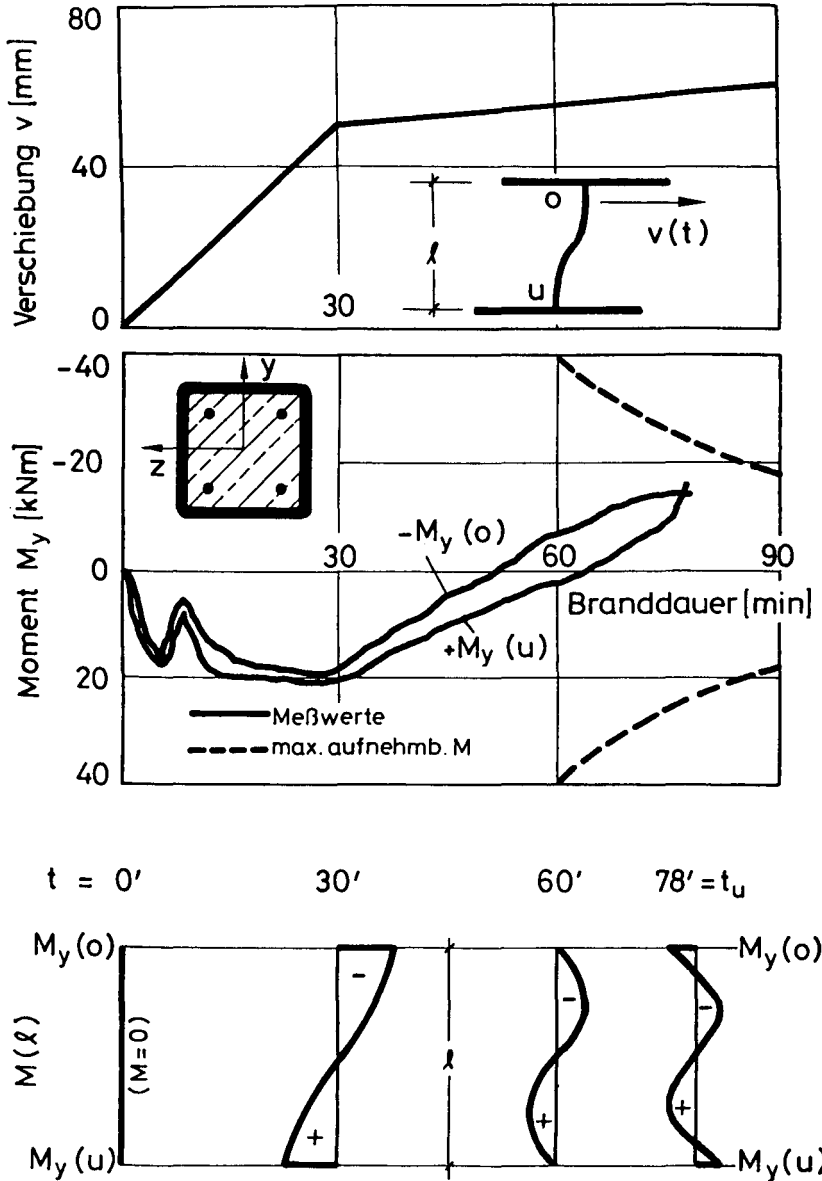 80
Verschiebung v [mm]
40
0
30
l
o
u
v(t)
-40
-20
0
20
40
Moment My [kNm]
y
z
30
60
90
-My (o)
+My (u)
Branddauer [min]
Meßwerte
max. aufnehmb. M
t = 0' 30' 60' 78' = tu
My(o)
My(o)
M(l)
(M=0)
-
+
l
-
+
-
+
My(u)
My(u)